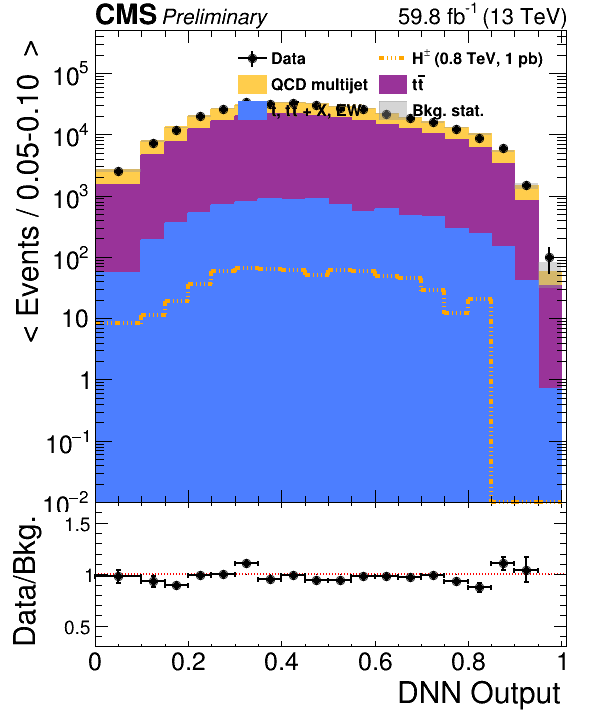 CMS Preliminary 59.8 fb⁻¹ (13 TeV)
Data H± (0.8 TeV, 1 pb)
QCD multijet tt̅
t, tt̅ + X, EW Bkg. stat.
< Events / 0.05-0.10 >
10⁵
10⁴
10³
10²
10
1
10⁻¹
10⁻²
Data/Bkg.
1.5
1
0.5
0 0.2 0.4 0.6 0.8 1
DNN Output